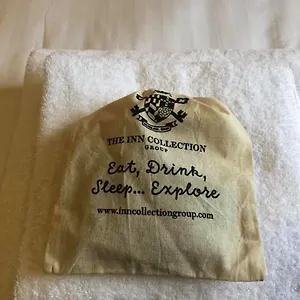 THE INN COLLECTION
GROUP
Eat, Drink,
Sleep... Explore
www.inncollectiongroup.com